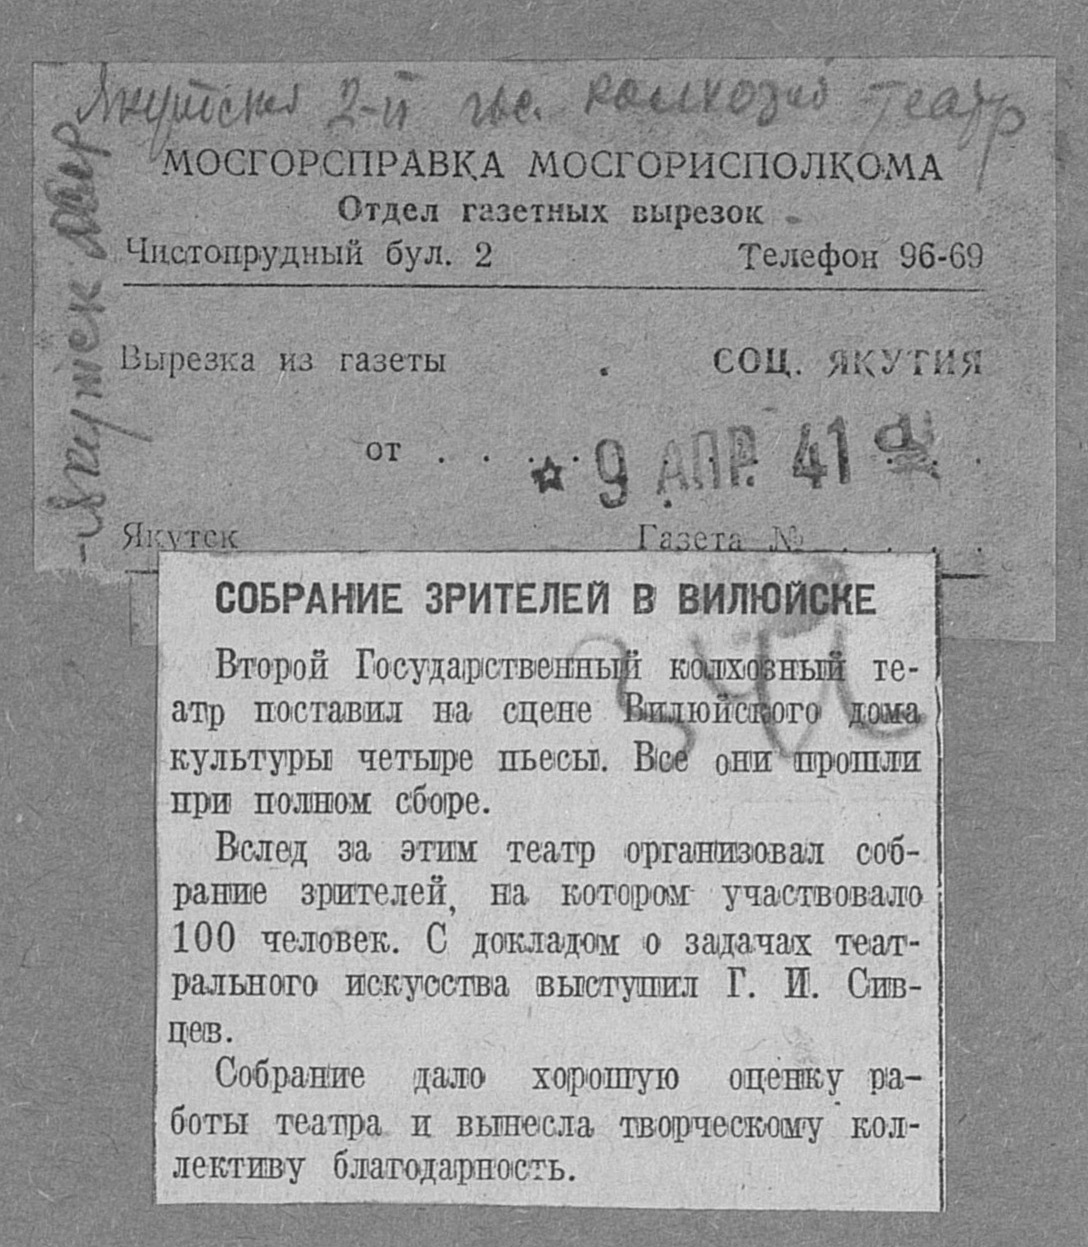 Якутский 2-й гос. колхозный театр
Якутск АССР
МОСГОРСПРАВКА МОСГОРИСПОЛКОМА
Отдел газетных вырезок
Чистопрудный бул. 2 Телефон 96-69
Вырезка из газеты . СОЦ. ЯКУТИЯ
от . . . . 9 АПР. 41
Якутск Газета № . . . .
СОБРАНИЕ ЗРИТЕЛЕЙ В ВИЛЮЙСКЕ
Второй Государственный колхозный те-
атр поставил на сцене Вилюйского дома
культуры четыре пьесы. Все они прошли
при полном сборе.
Вслед за этим театр организовал соб-
рание зрителей, на котором участвовало
100 человек. С докладом о задачах теат-
рального искусства выступил Г. И. Сив-
цев.
Собрание дало хорошую оценку ра-
боты театра и вынесла творческому кол-
лективу благодарность.